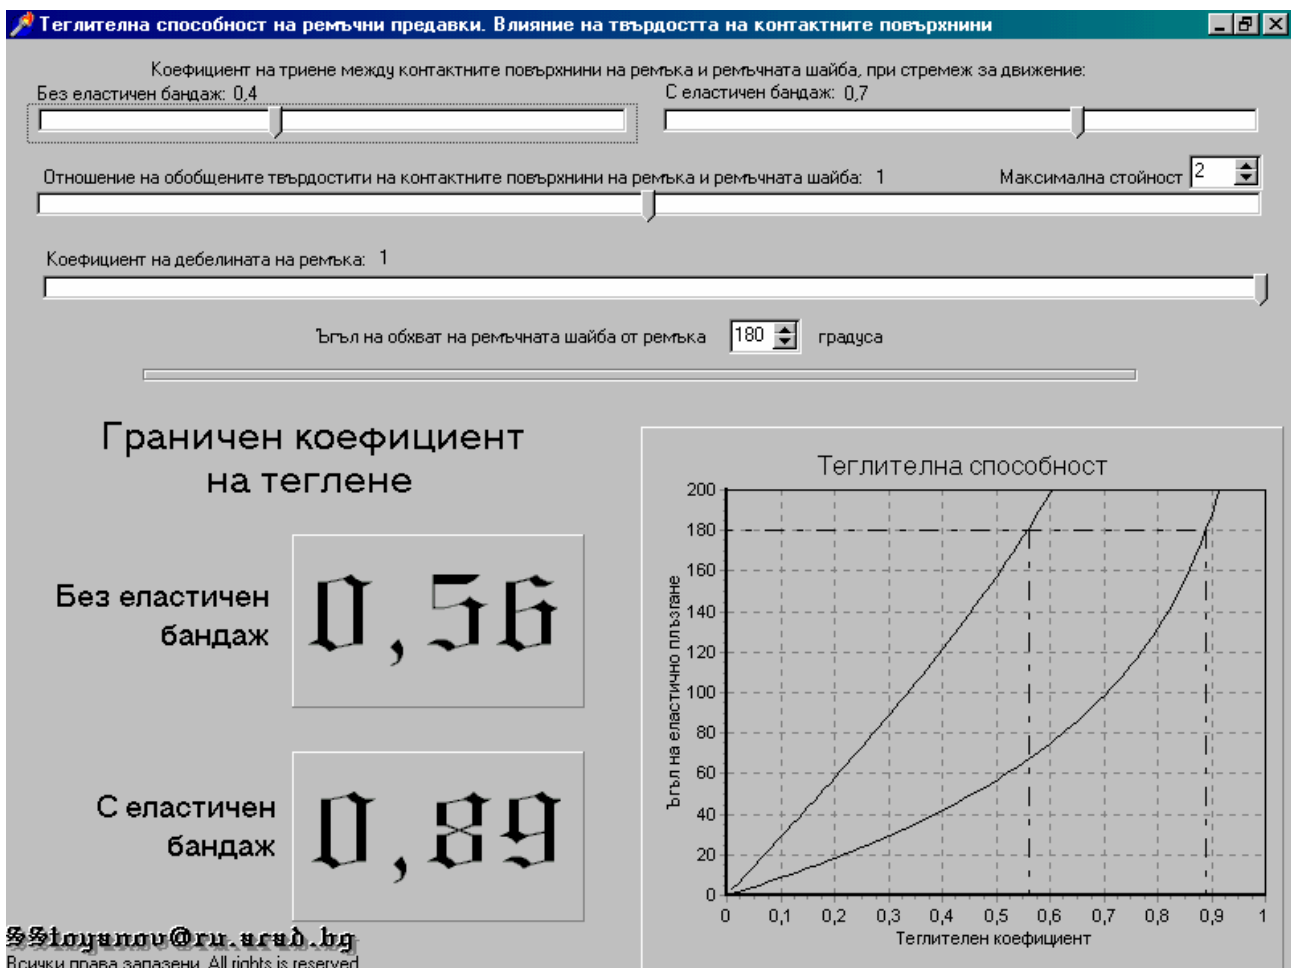 Теглителна способност на ремъчни предавки. Влияние на твърдостта на контактните повърхнини
Коефициент на триене между контактните повърхнини на ремъка и ремъчната шайба, при стремеж за движение:
Без еластичен бандаж: 0,4
С еластичен бандаж: 0,7
Отношение на обобщените твърдостити на контактните повърхнини на ремъка и ремъчната шайба: 1
Максимална стойност 2
Коефициент на дебелината на ремъка: 1
Ъгъл на обхват на ремъчната шайба от ремъка 180 градуса
Граничен коефициент
на теглене
Без еластичен
бандаж
0,56
С еластичен
бандаж
0,89
Теглителна способност
Ъгъл на еластично плъзгане
200
180
160
140
120
100
80
60
40
20
0
0 0,1 0,2 0,3 0,4 0,5 0,6 0,7 0,8 0,9 1
Теглителен коефициент
SStoyanov@ru.acad.bg
Всички права запазени. All rights is reserved